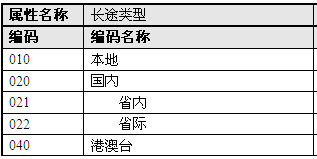 属性名称 长途类型
编码 编码名称
010 本地
020 国内
021 省内
022 省际
040 港澳台